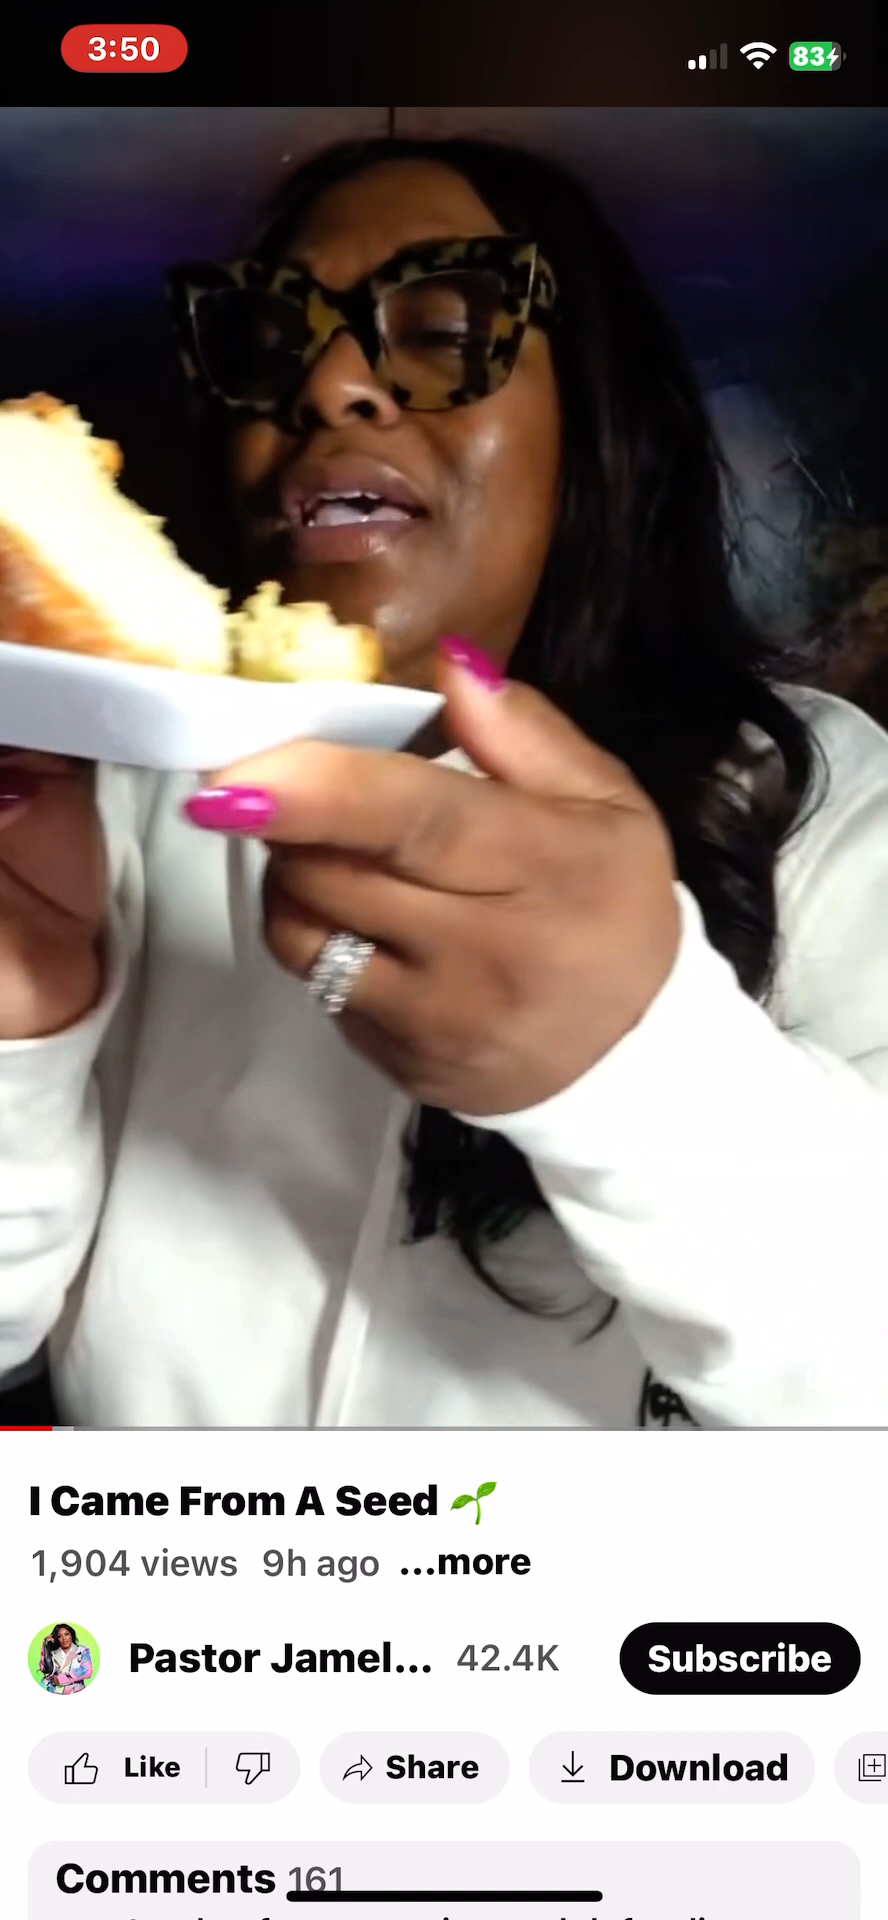 3:50
83
I Came From A Seed 🌱
1,904 views 9h ago ...more
Pastor Jamel... 42.4K Subscribe
Like Share Download
Comments 161